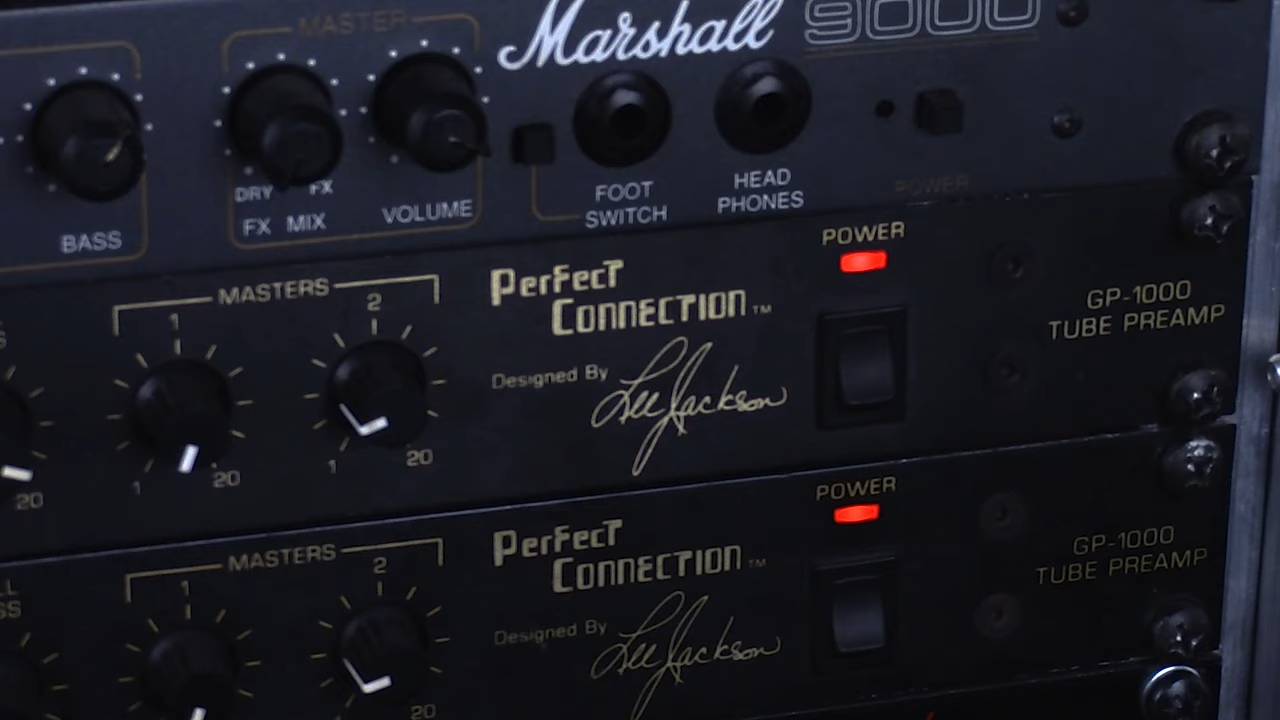 Marshall 9000
MASTER
DRY FX
FX MIX
BASS
VOLUME
FOOT
SWITCH
HEAD
PHONES
POWER
MASTERS
1 2
1 20
1 20
20
PERFECT
CONNECTION™
Designed By Lee Jackson
POWER
GP-1000
TUBE PREAMP
MASTERS
1 2
20
PERFECT
CONNECTION™
Designed By Lee Jackson
POWER
GP-1000
TUBE PREAMP